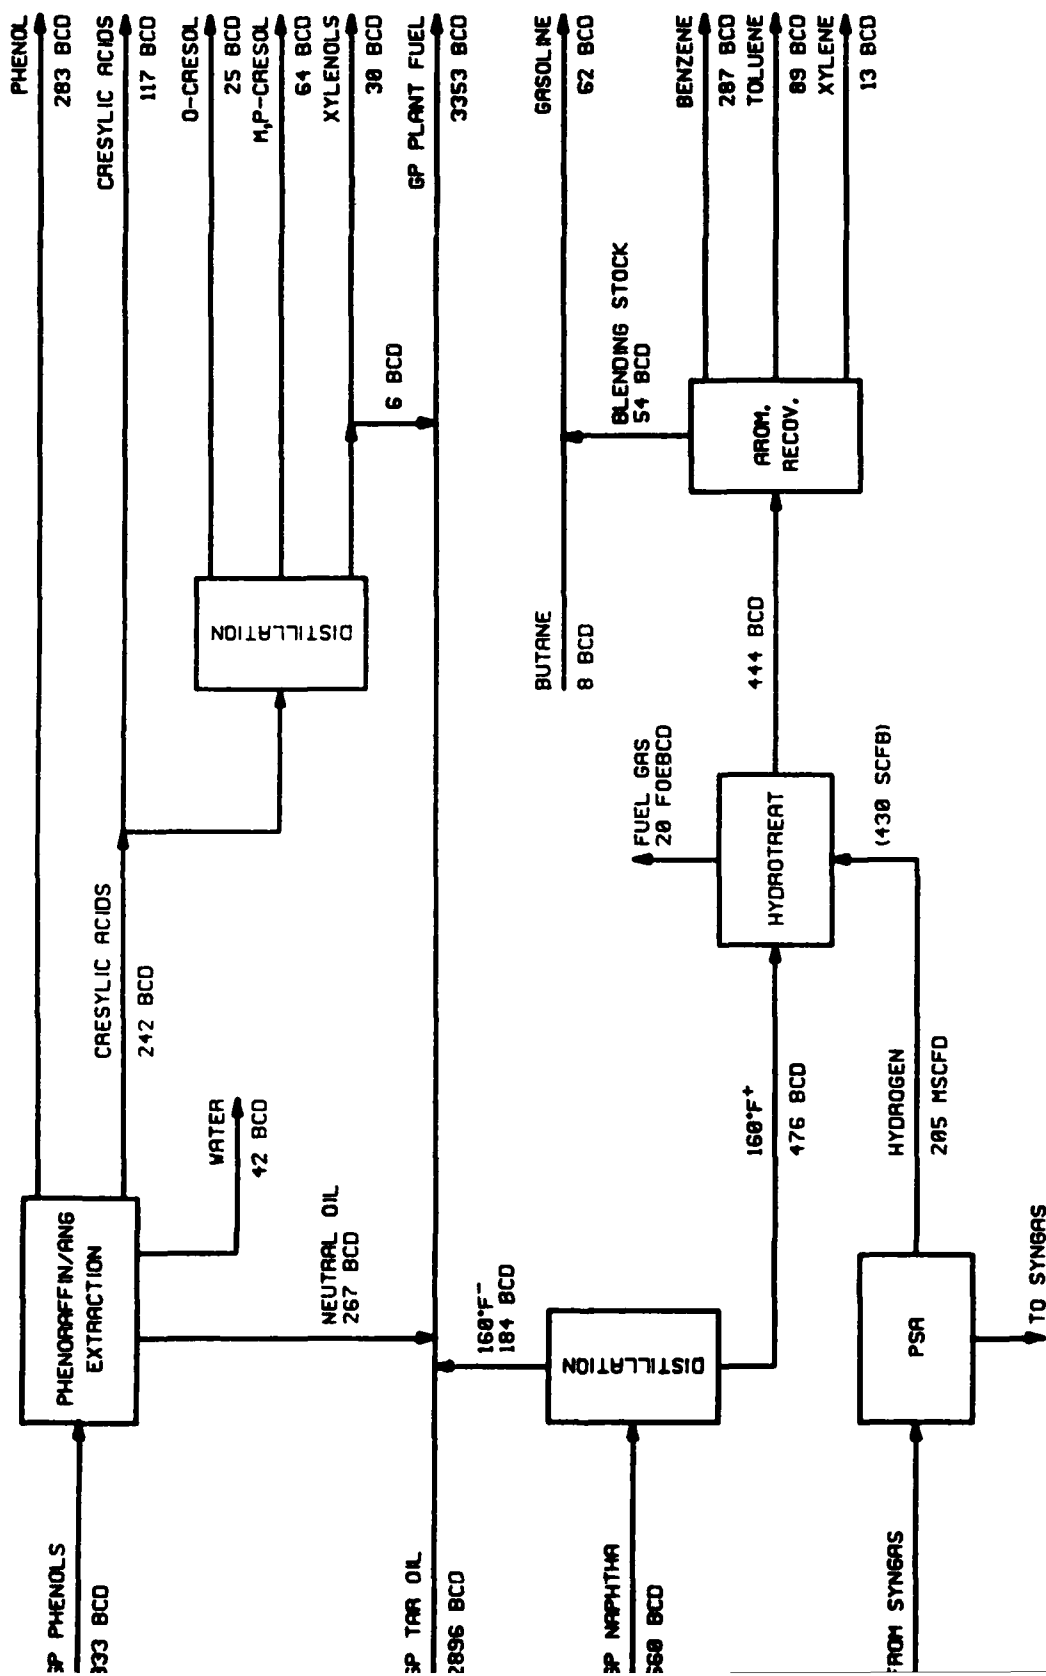 PHENOL
283 BCD
CRESYLIC ACIDS
117 BCD
O-CRESOL
25 BCD
M,P-CRESOL
64 BCD
XYLENOLS
30 BCD
GP PLANT FUEL
3353 BCD
GASOLINE
62 BCD
BENZENE
287 BCD
TOLUENE
89 BCD
XYLENE
13 BCD
6 BCD
BLENDING STOCK
54 BCD
AROM.
RECOV.
DISTILLATION
BUTANE
8 BCD
444 BCD
FUEL GAS
20 FOEBCD
HYDROTREAT
(430 SCFB)
CRESYLIC ACIDS
242 BCD
WATER
42 BCD
160°F+
476 BCD
HYDROGEN
205 MSCFD
PHENORAFFIN/ANG
EXTRACTION
NEUTRAL OIL
267 BCD
160°F-
184 BCD
DISTILLATION
PSA
TO SYNGAS
GP PHENOLS
833 BCD
GP TAR OIL
2896 BCD
GP NAPHTHA
660 BCD
FROM SYNGAS